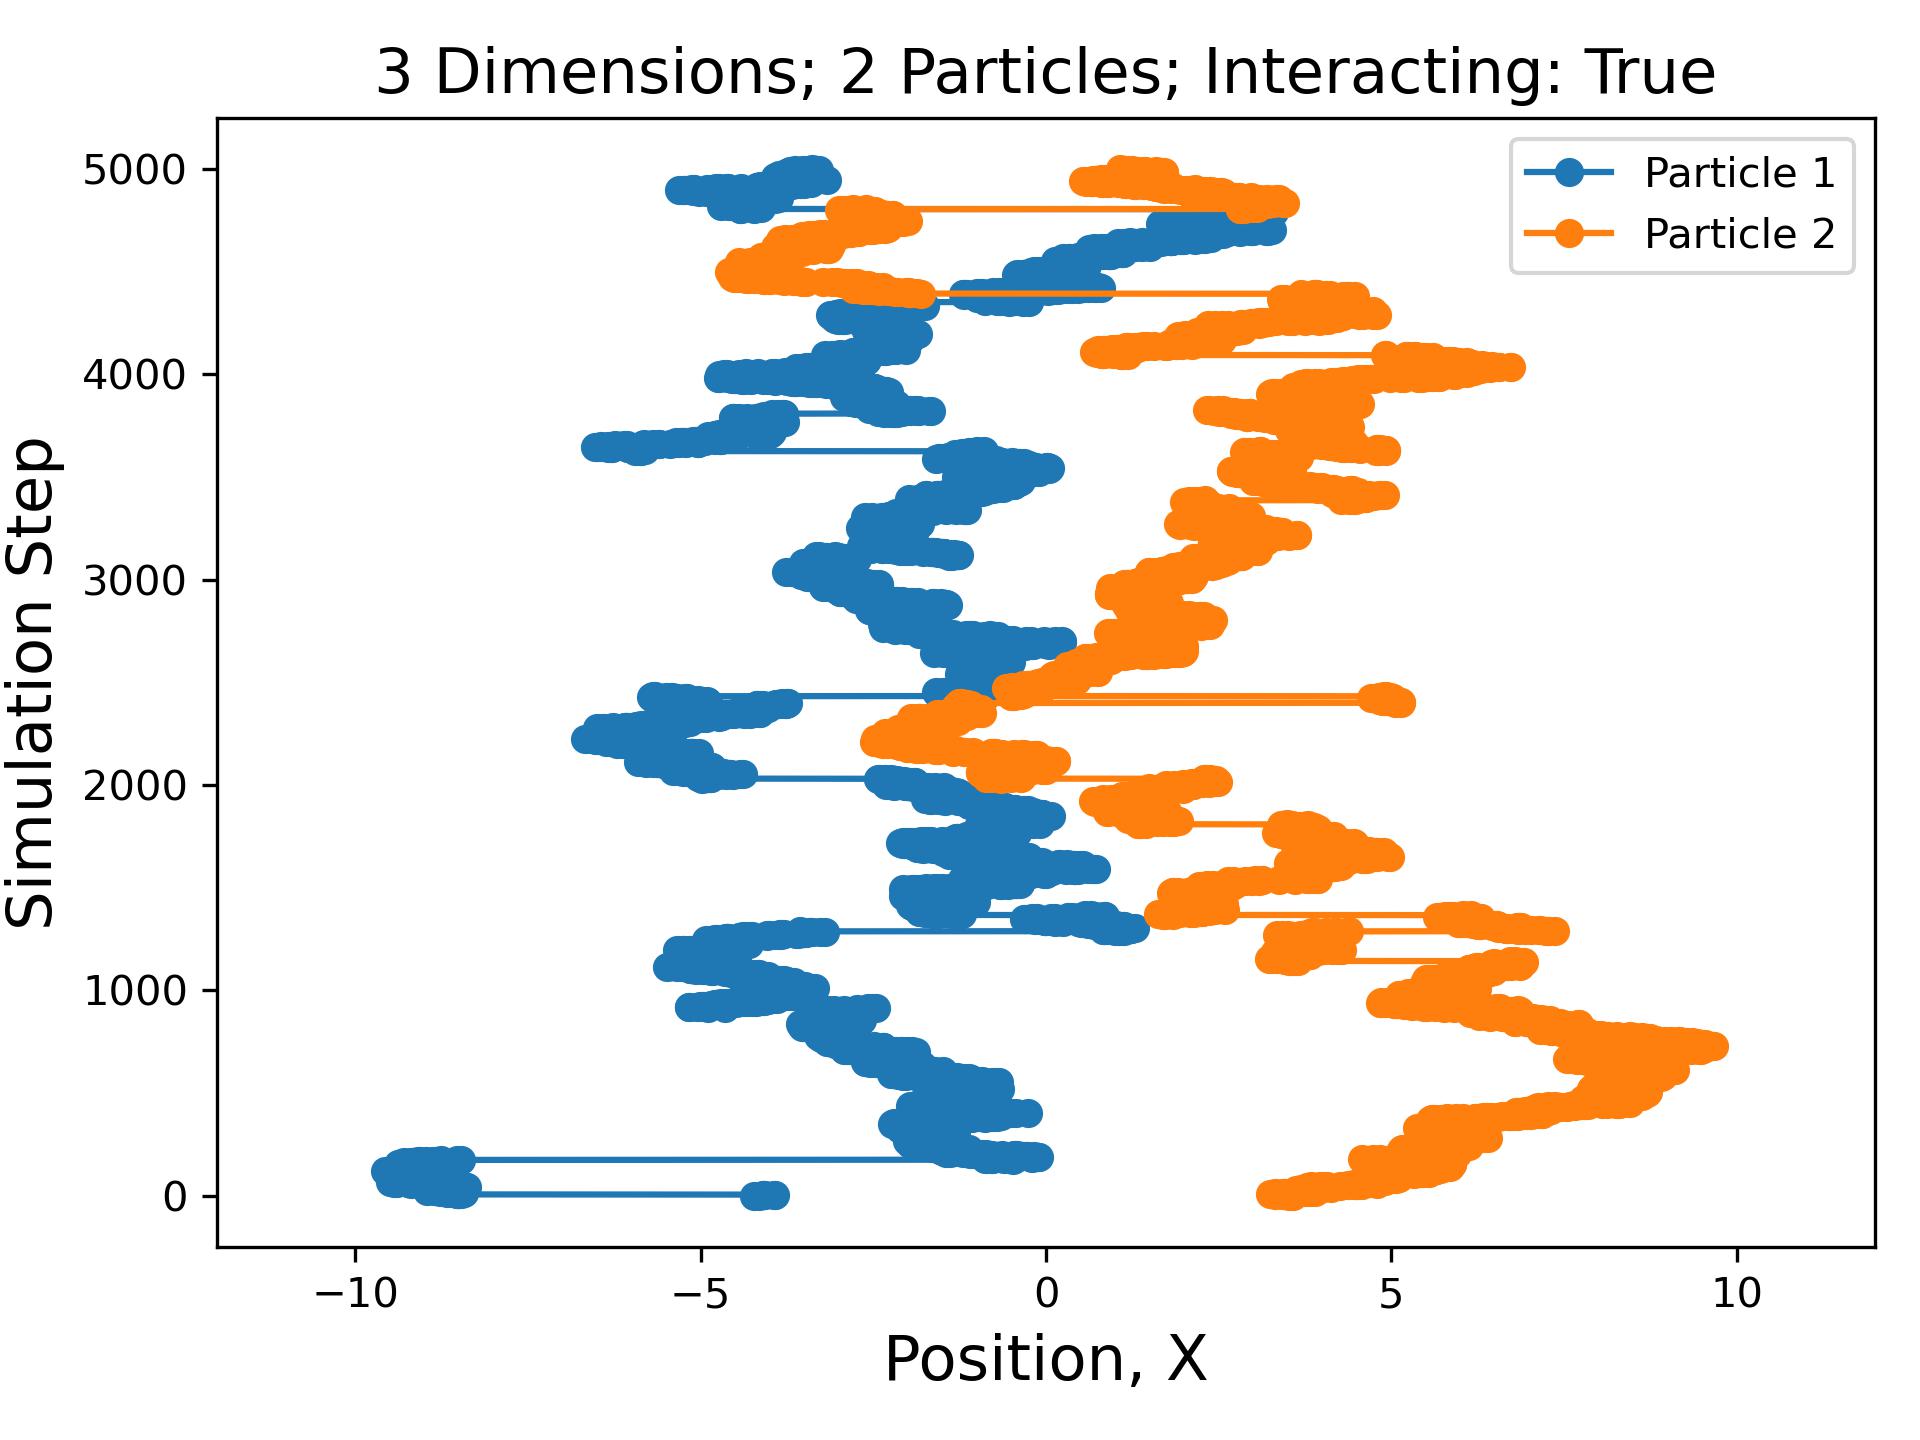 3 Dimensions; 2 Particles; Interacting: True
Particle 1
Particle 2
Simulation Step
5000
4000
3000
2000
1000
0
−10
−5
0
5
10
Position, X